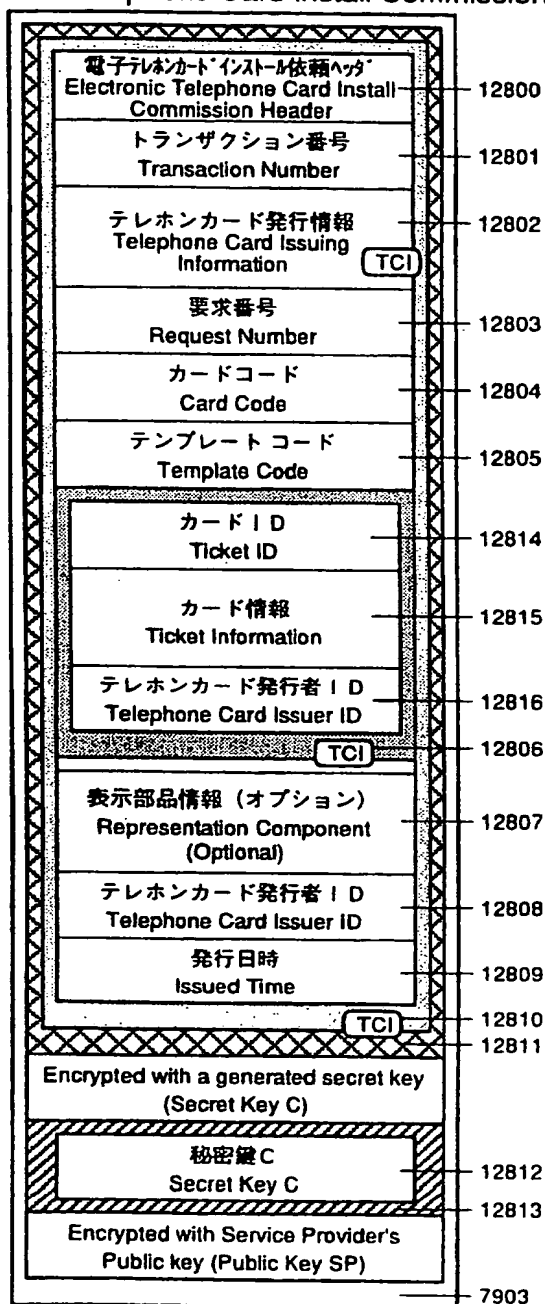 電子テレホンカード インストール依頼ヘッダ
Electronic Telephone Card Install
Commission Header
12800
トランザクション番号
Transaction Number
12801
テレホンカード発行情報
Telephone Card Issuing
Information
TCI
12802
要求番号
Request Number
12803
カードコード
Card Code
12804
テンプレート コード
Template Code
12805
カード I D
Ticket ID
12814
カード情報
Ticket Information
12815
テレホンカード発行者 I D
Telephone Card Issuer ID
12816
TCI
12806
表示部品情報（オプション）
Representation Component
(Optional)
12807
テレホンカード発行者 I D
Telephone Card Issuer ID
12808
発行日時
Issued Time
12809
TCI
12810
12811
Encrypted with a generated secret key
(Secret Key C)
秘密鍵C
Secret Key C
12812
12813
Encrypted with Service Provider's
Public key (Public Key SP)
7903